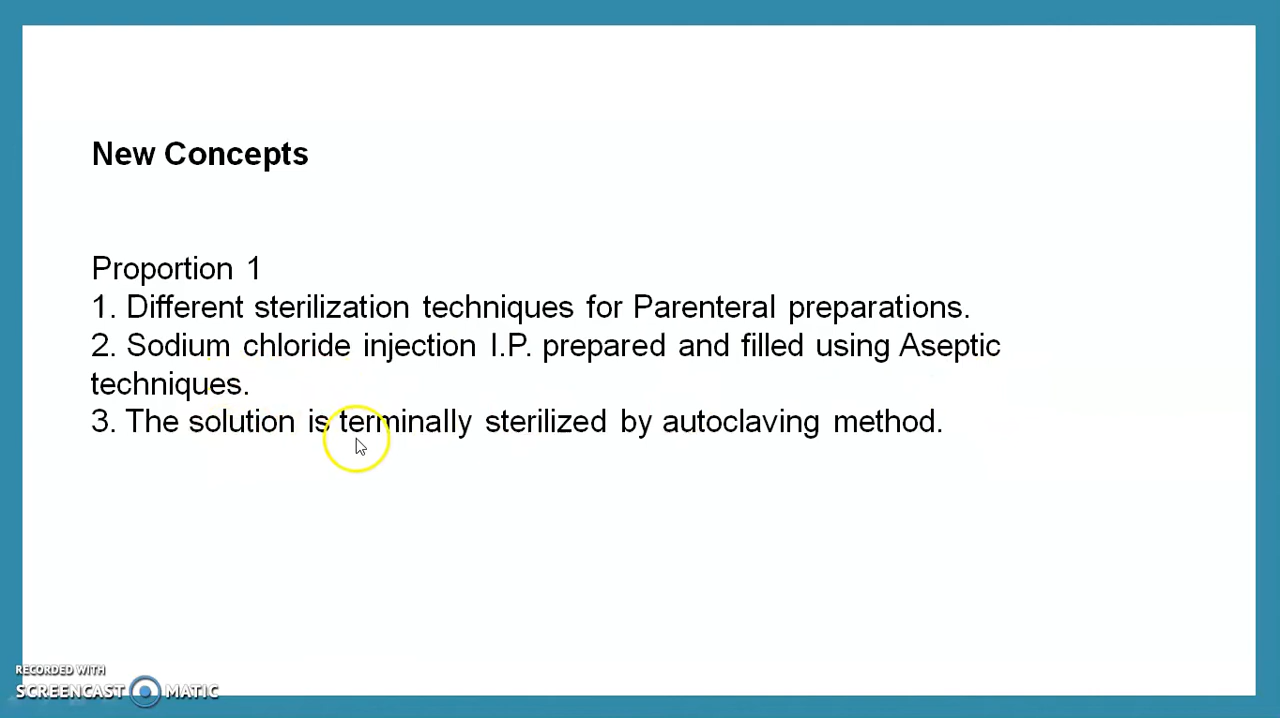 New Concepts
Proportion 1
1. Different sterilization techniques for Parenteral preparations.
2. Sodium chloride injection I.P. prepared and filled using Aseptic
techniques.
3. The solution is terminally sterilized by autoclaving method.
RECORDED WITH
SCREENCAST MATIC